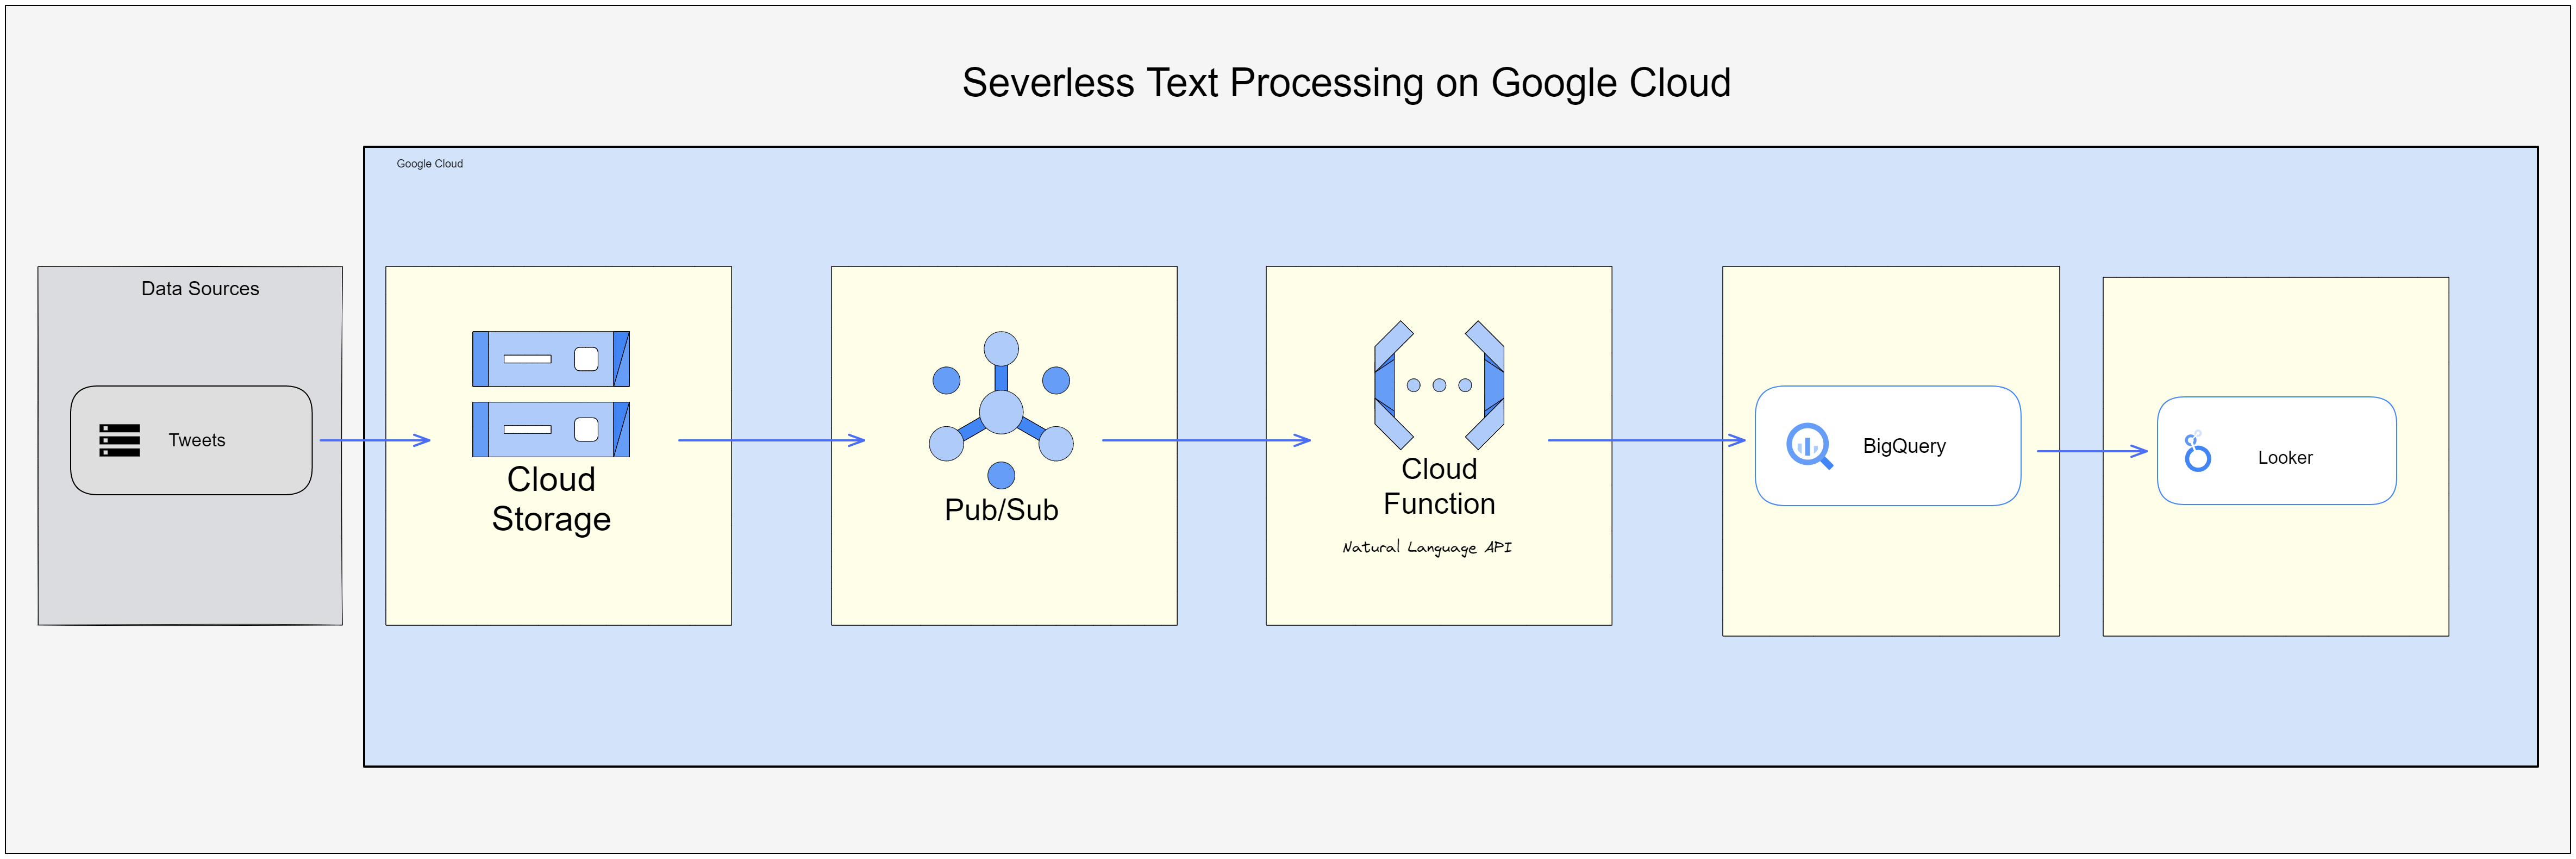 Severless Text Processing on Google Cloud
Google Cloud
Data Sources
Tweets
Cloud
Storage
Pub/Sub
Cloud
Function
Natural Language API
BigQuery
Looker